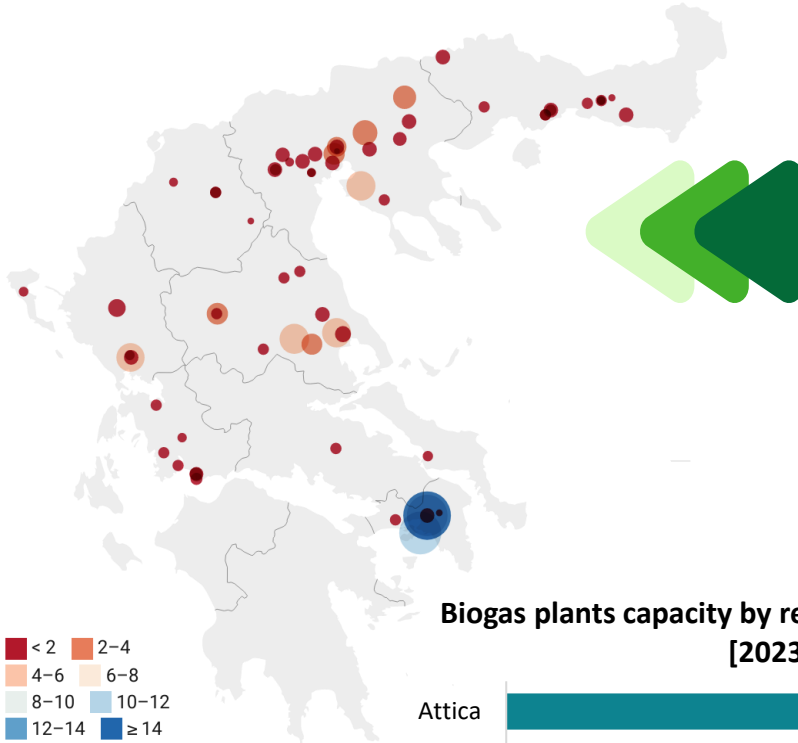 Biogas plants capacity by re
[2023
Attica
< 2 2–4
4–6 6–8
8–10 10–12
12–14 ≥ 14